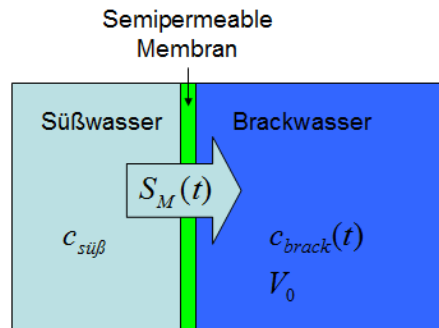 Semipermeable
Membran
Süßwasser
Brackwasser
S_M(t)
c_süß
c_brack(t)
V_0